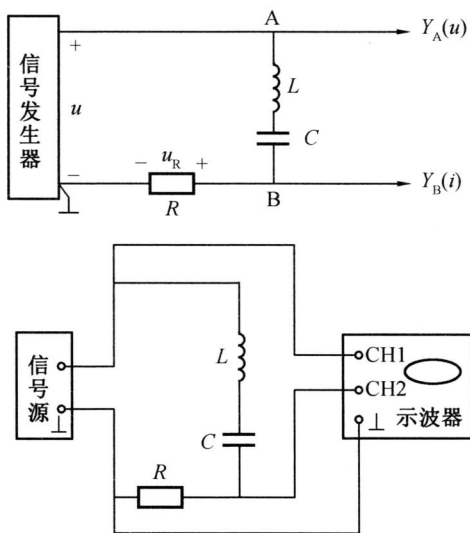 A
Y_A(u)
+
信号发生器
u
L
C
− u_R +
−
R
B
Y_B(i)
信号源
⊥
L
C
R
CH1
CH2
⊥ 示波器